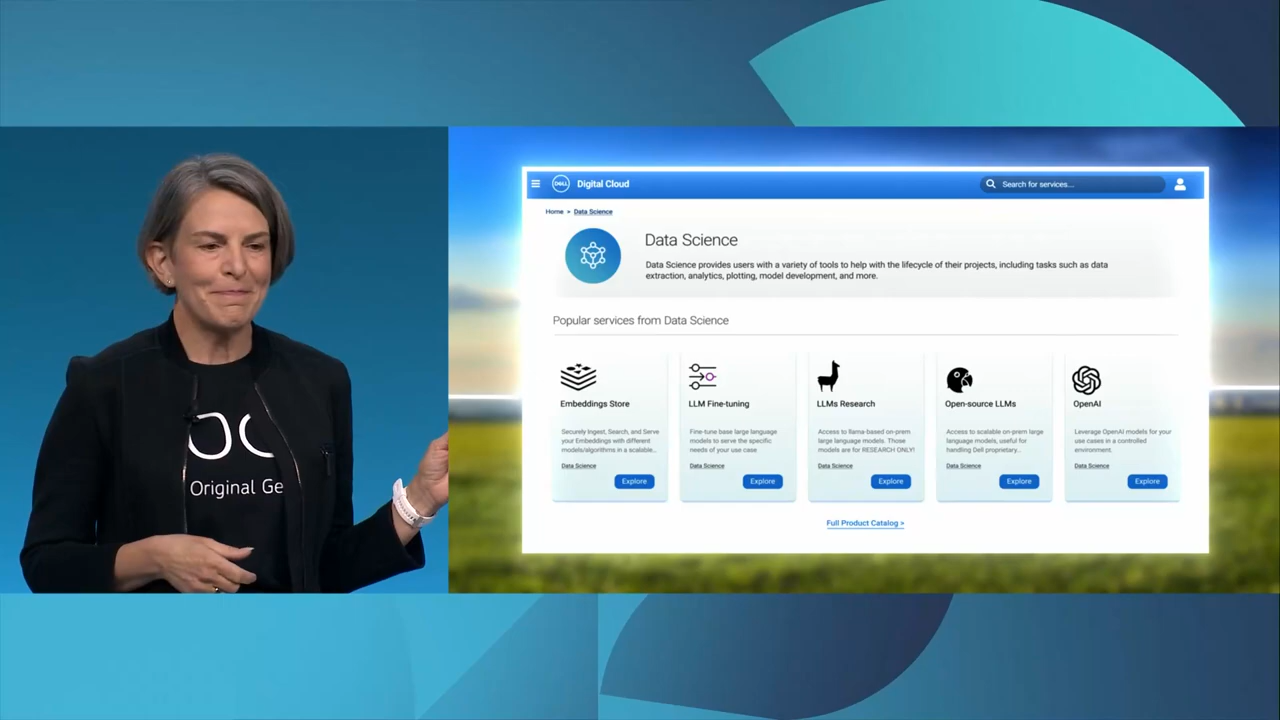 OG
Original Ge
DELL
Digital Cloud
Search for services...
Home > Data Science
Data Science
Data Science provides users with a variety of tools to help with the lifecycle of their projects, including tasks such as data
extraction, analytics, plotting, model development, and more.
Popular services from Data Science
Embeddings Store
Securely Ingest, Search, and Serve
your Embeddings with different
models/algorithms in a scalable...
Data Science
Explore
LLM Fine-tuning
Fine-tune base large language
models to serve the specific
needs of your use case
Data Science
Explore
LLMs Research
Access to llama-based on-prem
large language models. Those
models are for RESEARCH ONLY!
Data Science
Explore
Open-source LLMs
Access to scalable on-prem large
language models, useful for
handling Dell proprietary...
Data Science
Explore
OpenAI
Leverage OpenAI models for your
use cases in a controlled
environment.
Data Science
Explore
Full Product Catalog >